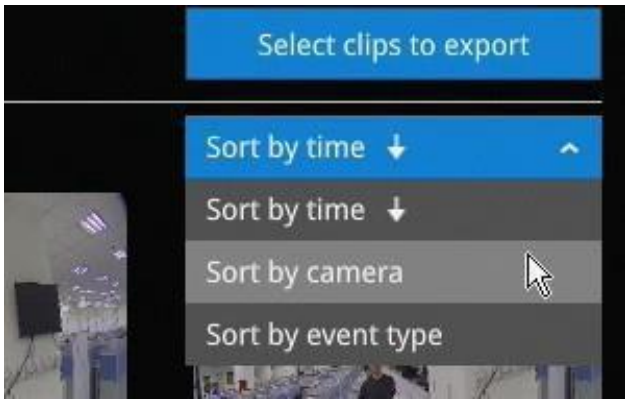 Select clips to export
Sort by time ↓
Sort by time ↓
Sort by camera
Sort by event type